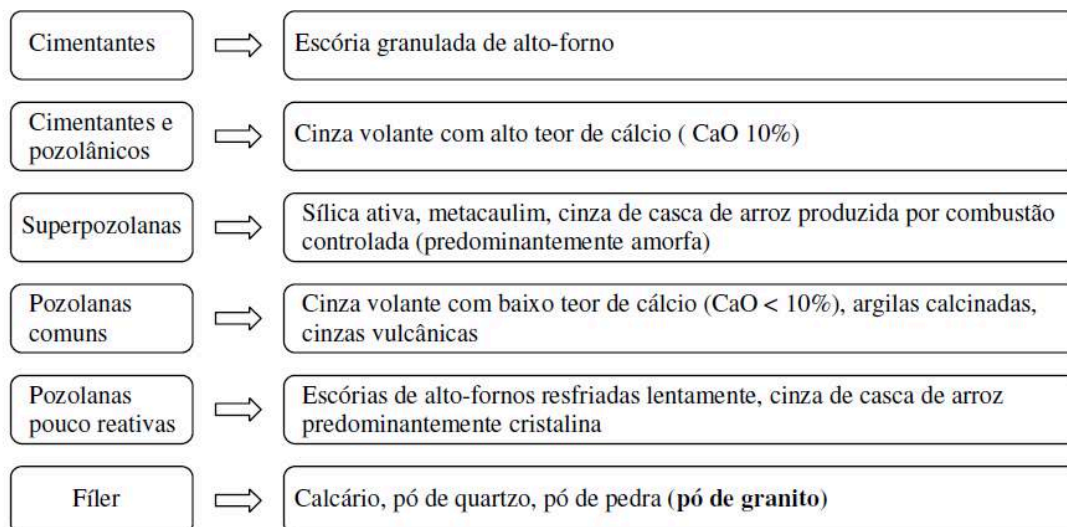 Cimentantes
Escória granulada de alto-forno
Cimentantes e
pozolânicos
Cinza volante com alto teor de cálcio ( CaO 10%)
Superpozolanas
Sílica ativa, metacaulim, cinza de casca de arroz produzida por combustão
controlada (predominantemente amorfa)
Pozolanas
comuns
Cinza volante com baixo teor de cálcio (CaO < 10%), argilas calcinadas,
cinzas vulcânicas
Pozolanas
pouco reativas
Escórias de alto-fornos resfriadas lentamente, cinza de casca de arroz
predominantemente cristalina
Fíler
Calcário, pó de quartzo, pó de pedra (pó de granito)